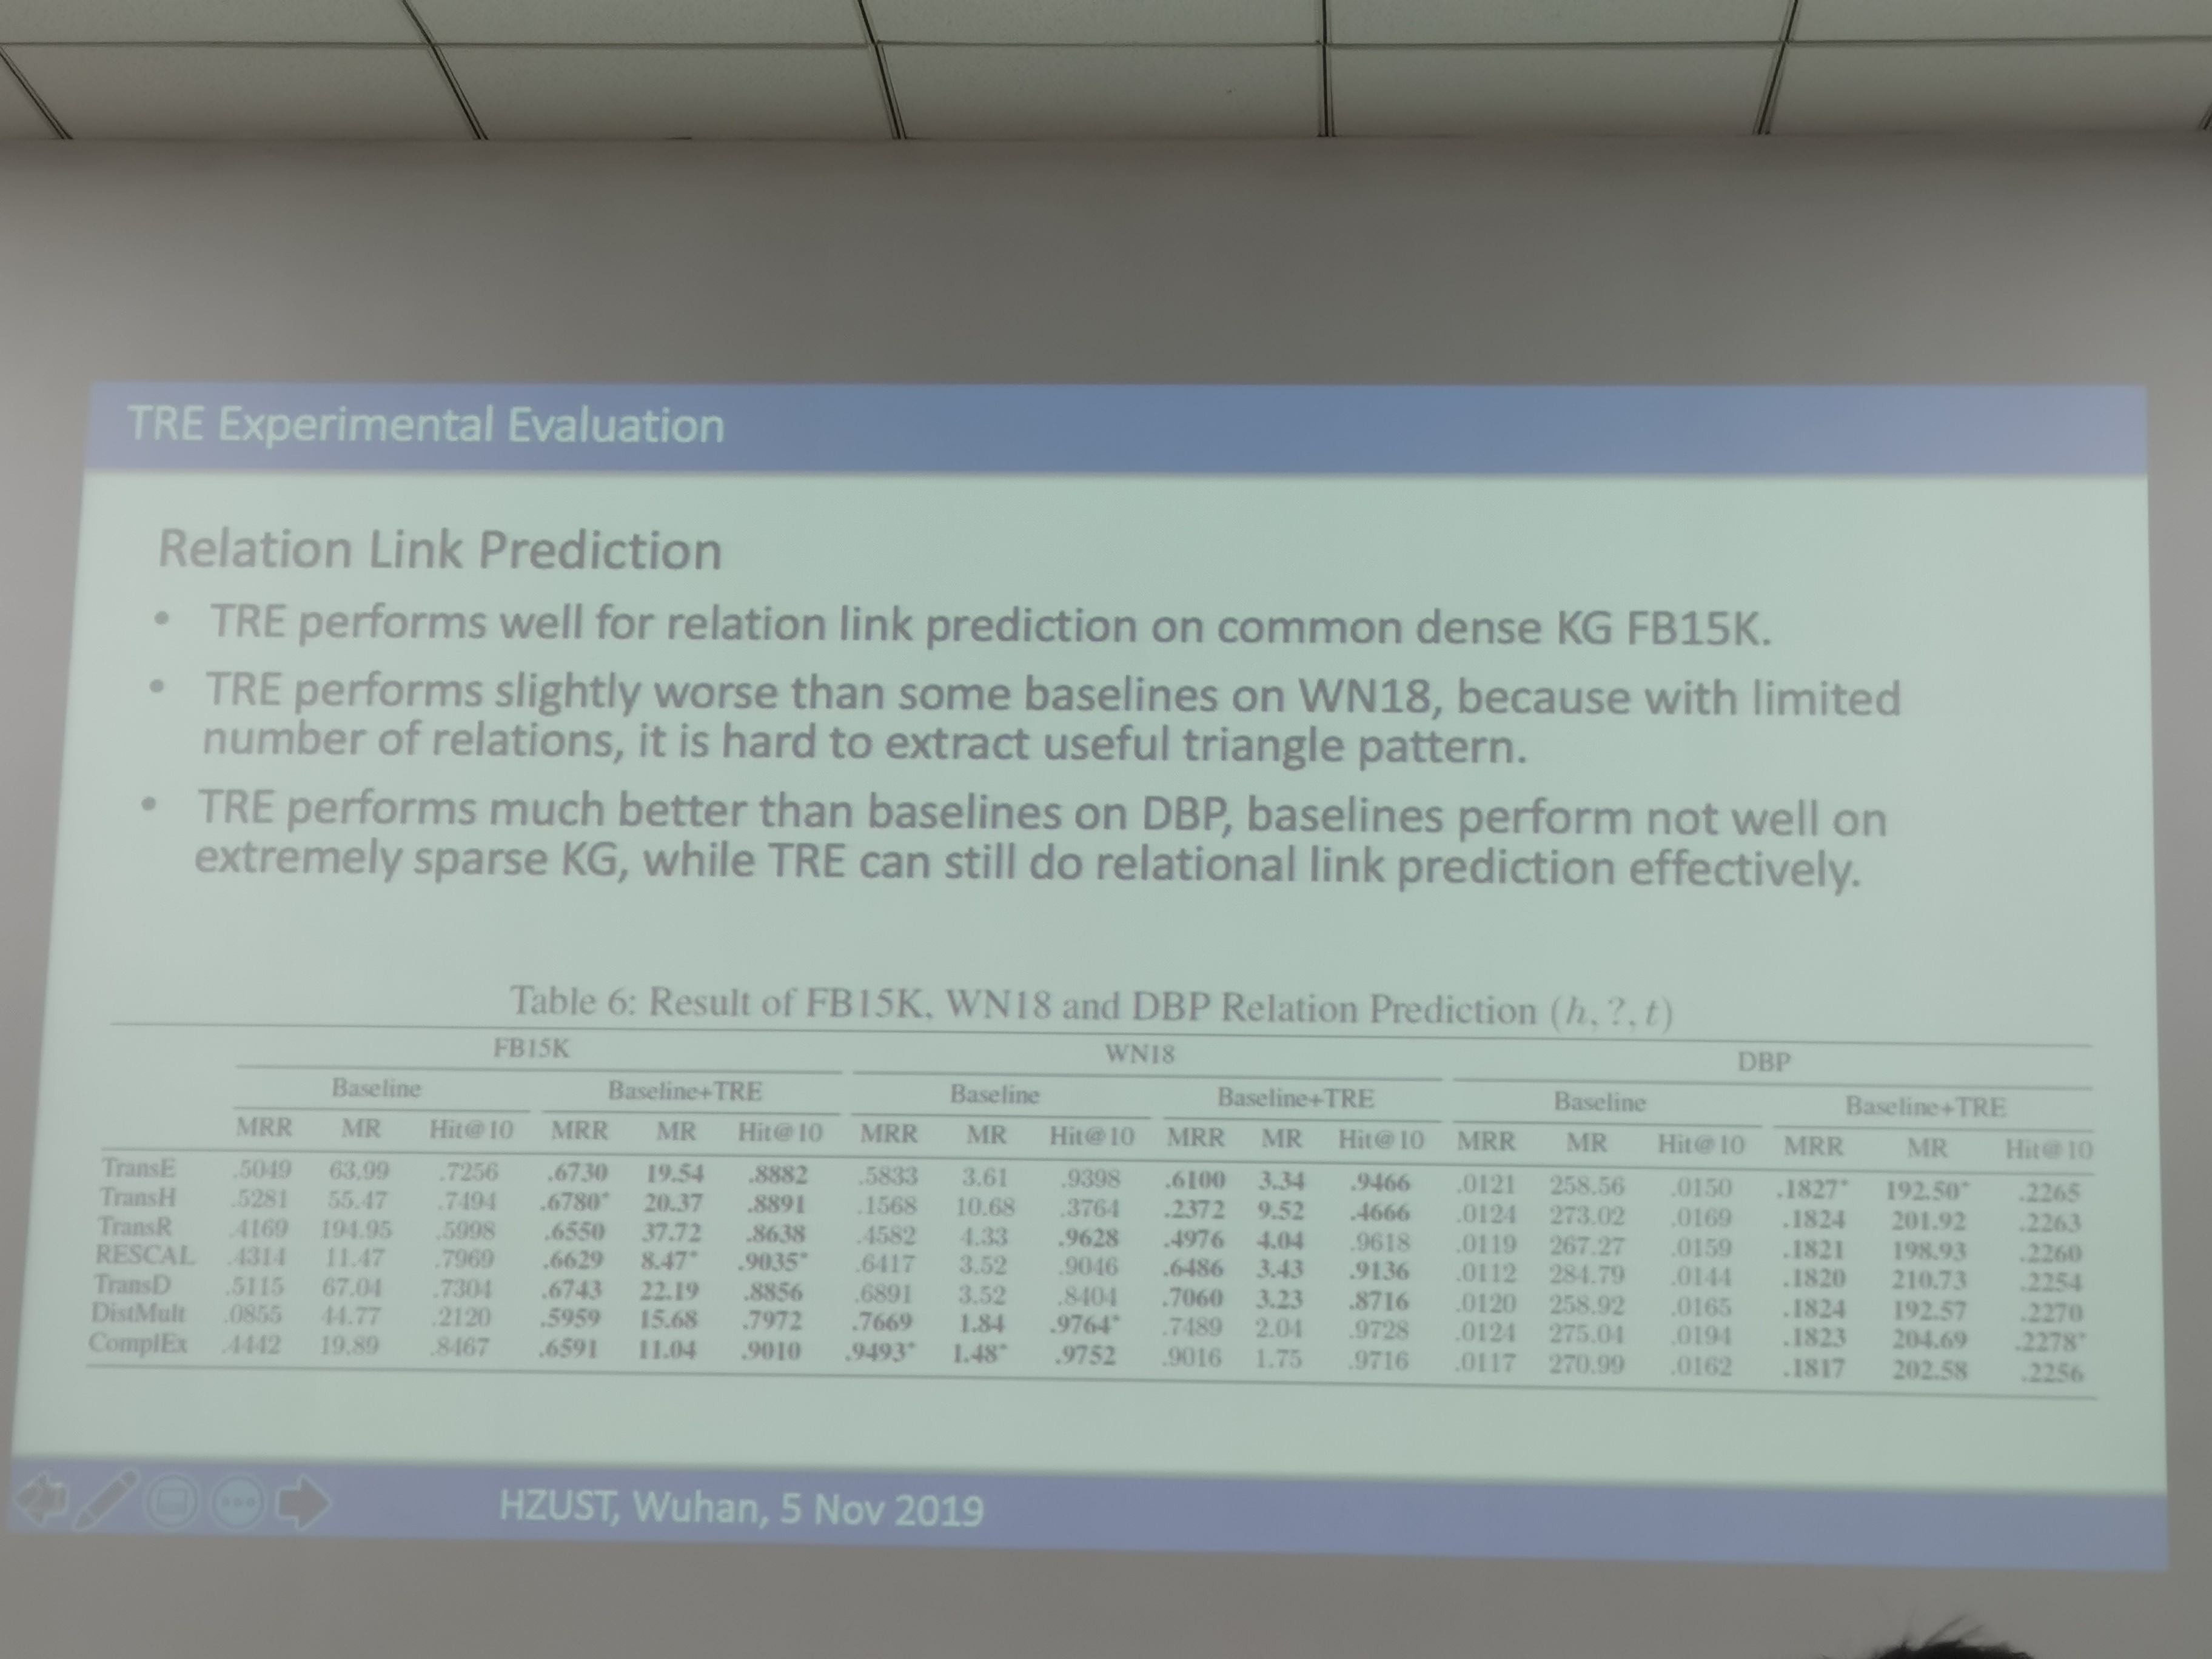 TRE Experimental Evaluation
Relation Link Prediction
• TRE performs well for relation link prediction on common dense KG FB15K.
• TRE performs slightly worse than some baselines on WN18, because with limited
number of relations, it is hard to extract useful triangle pattern.
• TRE performs much better than baselines on DBP, baselines perform not well on
extremely sparse KG, while TRE can still do relational link prediction effectively.
Table 6: Result of FB15K, WN18 and DBP Relation Prediction (h, ?, t)
FB15K WN18 DBP
Baseline Baseline+TRE Baseline Baseline+TRE Baseline Baseline+TRE
MRR MR Hit@10 MRR MR Hit@10 MRR MR Hit@10 MRR MR Hit@10 MRR MR Hit@10 MRR MR Hit@10
TransE .5049 63.99 .7256 .6730 19.54 .8882 .5833 3.61 .9398 .6100 3.34 .9466 .0121 258.56 .0150 .1827* 192.50* .2265
TransH .5281 55.47 .7494 .6780* 20.37 .8891 .1568 10.68 .3764 .2372 9.52 .4666 .0124 273.02 .0169 .1824 201.92 .2263
TransR .4169 194.95 .5998 .6550 37.72 .8638 .4582 4.33 .9628 .4976 4.04 .9618 .0119 267.27 .0159 .1821 198.93 .2260
RESCAL .4314 11.47 .7969 .6629 8.47* .9035* .6417 3.52 .9046 .6486 3.43 .9136 .0112 284.79 .0144 .1820 210.73 .2254
TransD .5115 67.04 .7304 .6743 22.19 .8856 .6891 3.52 .8404 .7060 3.23 .8716 .0120 258.92 .0165 .1824 192.57 .2270
DistMult .0855 44.77 .2120 .5959 15.68 .7972 .7669 1.84 .9764* .7489 2.04 .9728 .0124 275.04 .0194 .1823 204.69 .2278*
ComplEx .4442 19.89 .8467 .6591 11.04 .9010 .9493* 1.48* .9752 .9016 1.75 .9716 .0117 270.99 .0162 .1817 202.58 .2256
HZUST, Wuhan, 5 Nov 2019